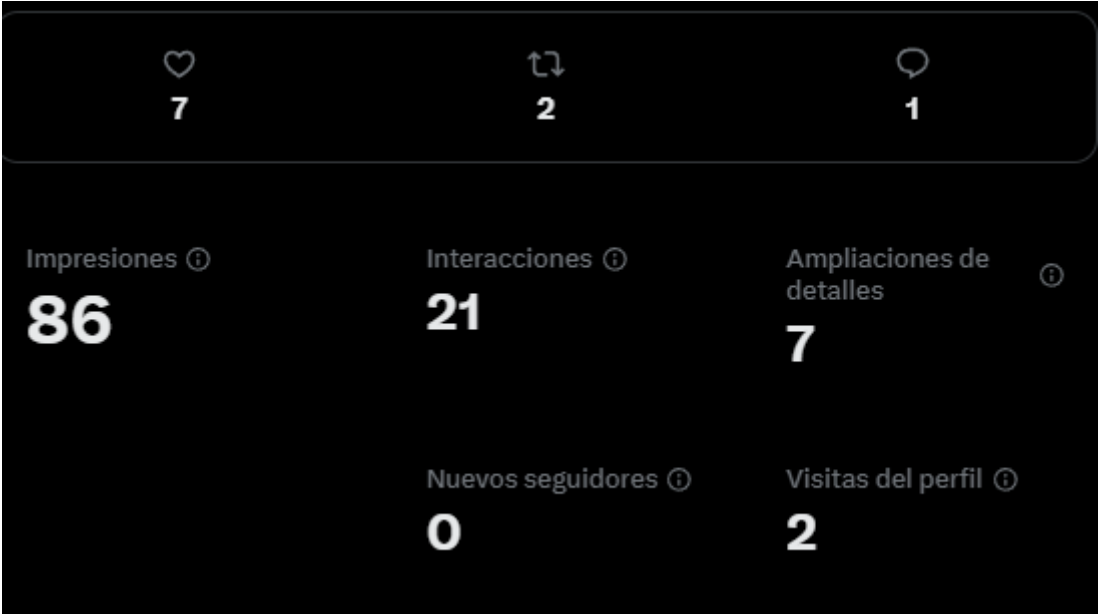 7
2
1
Impresiones
86
Interacciones
21
Ampliaciones de
detalles
7
Nuevos seguidores
0
Visitas del perfil
2